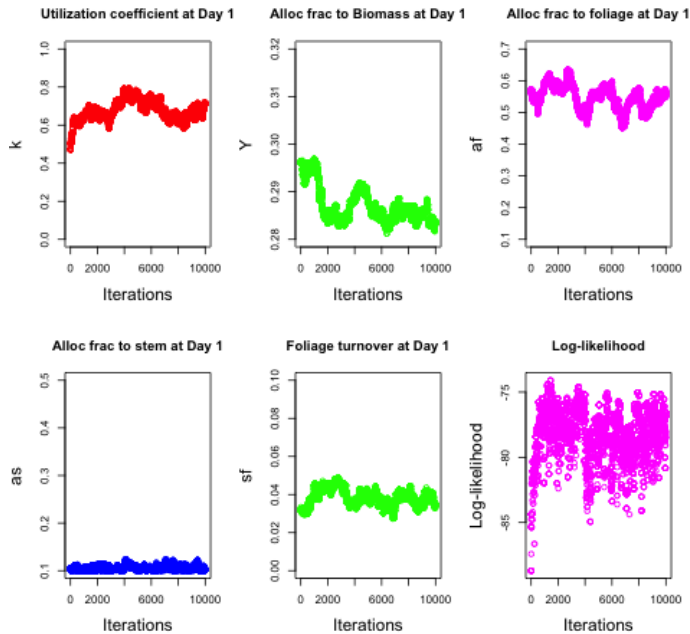 Utilization coefficient at Day 1
Alloc frac to Biomass at Day 1
Alloc frac to foliage at Day 1
k
0.0 0.2 0.4 0.6 0.8 1.0
0 2000 6000 10000
Iterations
Y
0.28 0.29 0.30 0.31 0.32
0 2000 6000 10000
Iterations
af
0.1 0.2 0.3 0.4 0.5 0.6 0.7
0 2000 6000 10000
Iterations
Alloc frac to stem at Day 1
Foliage turnover at Day 1
Log-likelihood
as
0.1 0.2 0.3 0.4 0.5
0 2000 6000 10000
Iterations
sf
0.00 0.02 0.04 0.06 0.08 0.10
0 2000 6000 10000
Iterations
Log-likelihood
-85 -80 -75
0 2000 6000 10000
Iterations